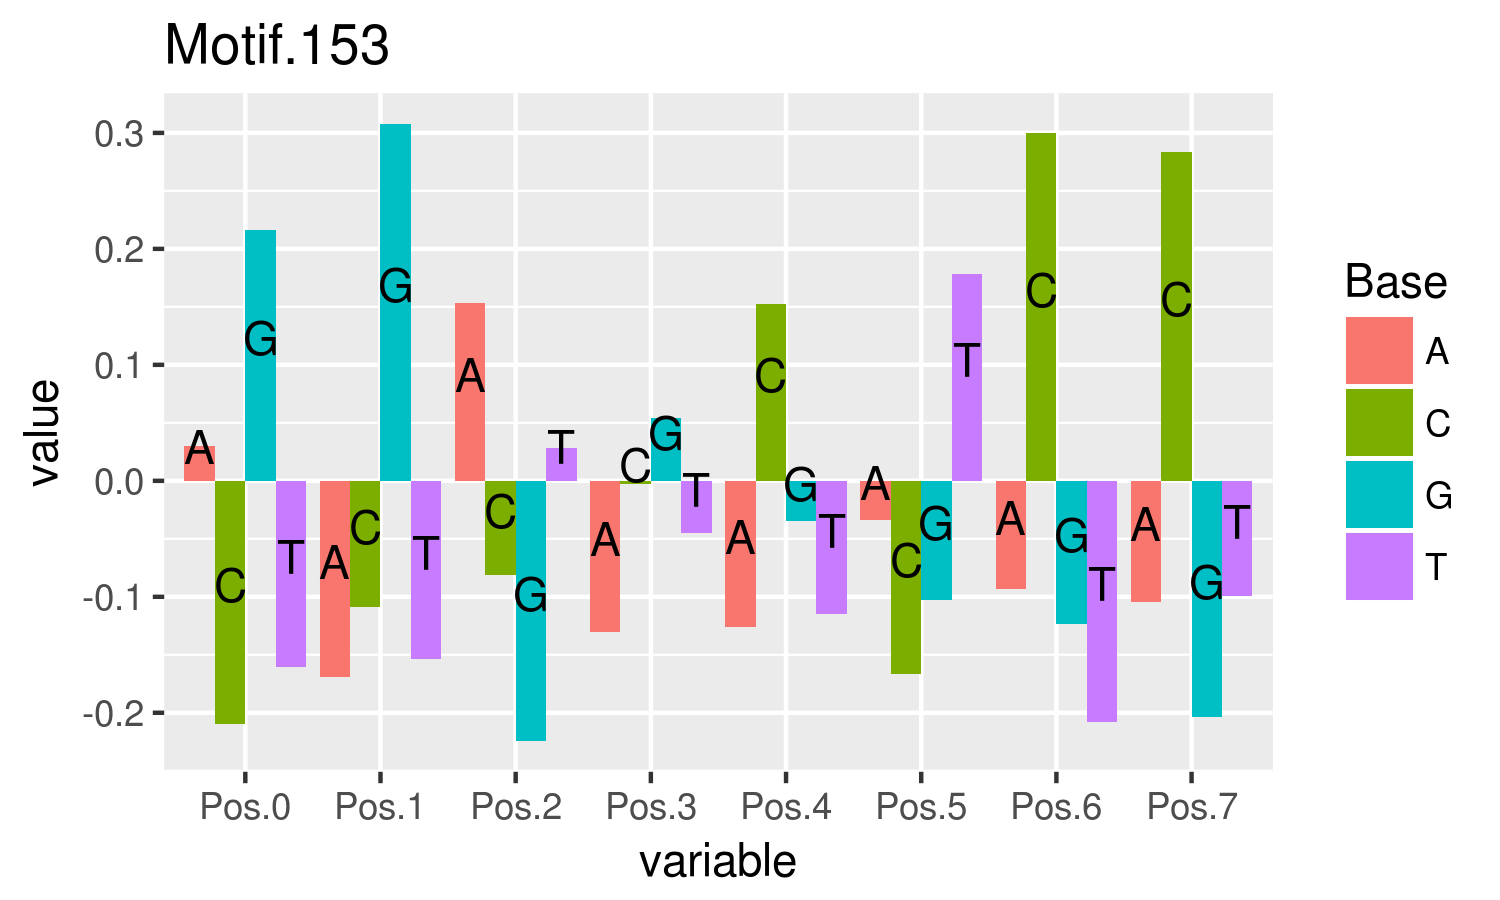 Motif.153
value
0.3
0.2
0.1
0.0
-0.1
-0.2
A C G T
A C G T
A C G T
A C G T
A C G T
A C G T
A C G T
A C G T
Pos.0 Pos.1 Pos.2 Pos.3 Pos.4 Pos.5 Pos.6 Pos.7
variable
Base
A
C
G
T